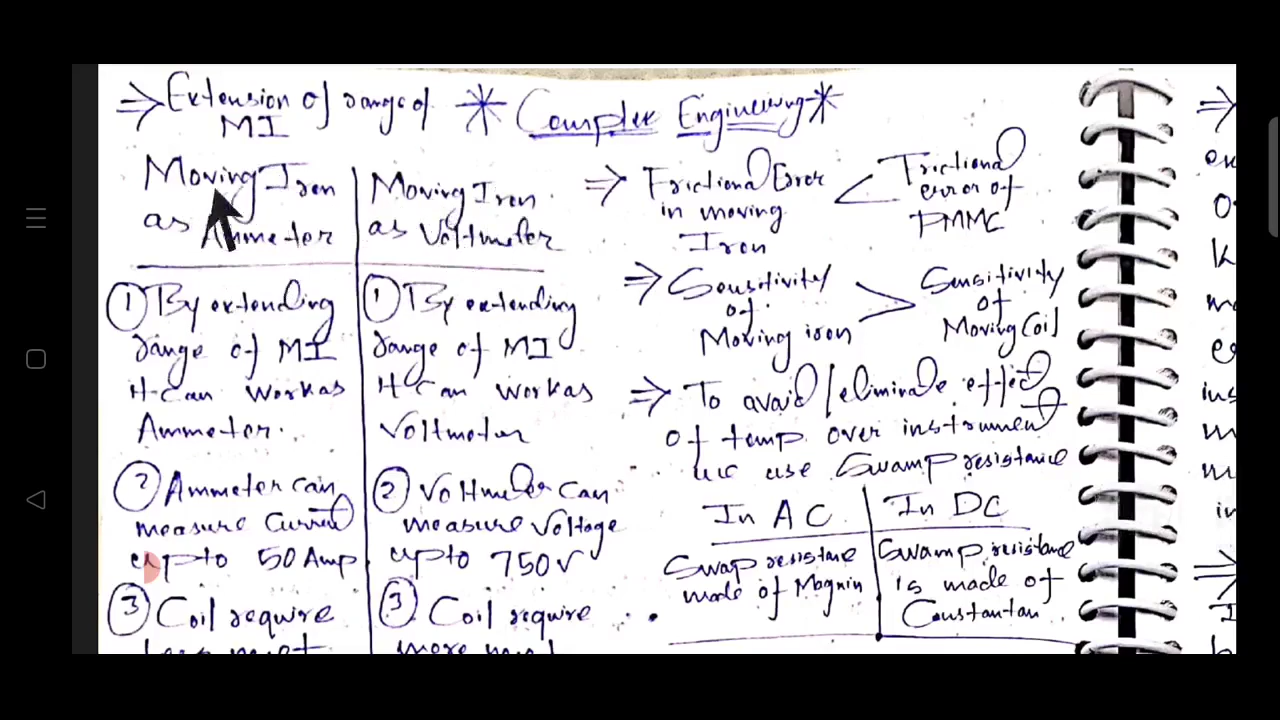 ⇒ Extension of range of MI
* Complex Engineering *
Moving Iron
as Ammeter
① By extending
range of MI
It can work as
Ammeter.
② Ammeter can
measure Current
upto 50 Amp
③ Coil require
Moving Iron
as Voltmeter
① By extending
range of MI
It can work as
Voltmeter
② Voltmeter Can
measure Voltage
upto 750 V
③ Coil require
⇒ Frictional Error
in moving
Iron
<
Frictional
error of
PMMC
⇒ Sensitivity
of
Moving iron
>
Sensitivity
of
Moving Coil
⇒ To avoid/eliminate effect
of temp. over instrument
we use Swamp resistance
In AC
Swap resistane
made of Magnin
In DC
Swamp resistance
is made of
Constantan